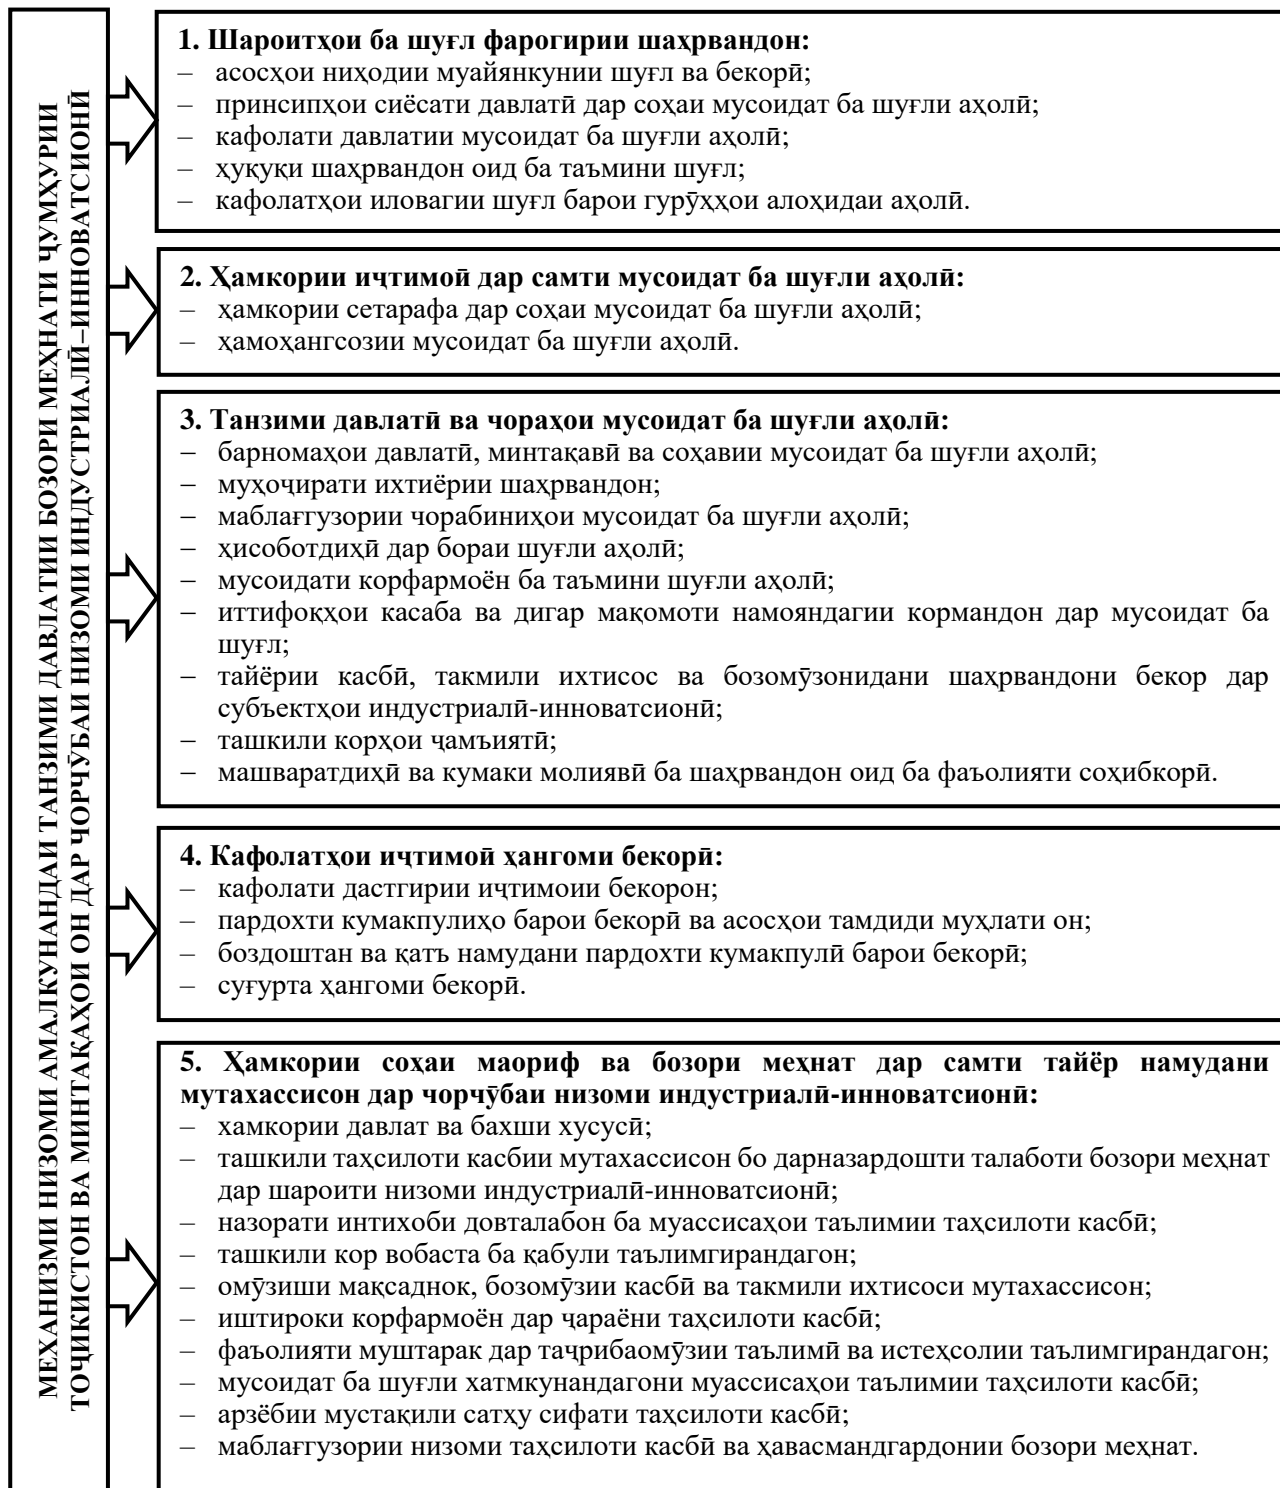 МЕХАНИЗМИ НИЗОМИ АМАЛКУНАНДАИ ТАНЗИМИ ДАВЛАТИИ БОЗОРИ МЕҲНАТИ ҶУМҲУРИИ
ТОҶИКИСТОН ВА МИНТАҚАҲОИ ОН ДАР ЧОРЧӮБАИ НИЗОМИ ИНДУСТРИАЛӢ–ИННОВАТСИОНӢ
1. Шароитҳои ба шуғл фарогирии шаҳрвандон:
– асосҳои ниҳодии муайянкунии шуғл ва бекорӣ;
– принсипҳои сиёсати давлатӣ дар соҳаи мусоидат ба шуғли аҳолӣ;
– кафолати давлатии мусоидат ба шуғли аҳолӣ;
– ҳуқуқи шаҳрвандон оид ба таъмини шуғл;
– кафолатҳои иловагии шуғл барои гурӯҳҳои алоҳидаи аҳолӣ.
2. Ҳамкории иҷтимоӣ дар самти мусоидат ба шуғли аҳолӣ:
– ҳамкории сетарафа дар соҳаи мусоидат ба шуғли аҳолӣ;
– ҳамоҳангсозии мусоидат ба шуғли аҳолӣ.
3. Танзими давлатӣ ва чораҳои мусоидат ба шуғли аҳолӣ:
– барномаҳои давлатӣ, минтақавӣ ва соҳавии мусоидат ба шуғли аҳолӣ;
– муҳоҷирати ихтиёрии шаҳрвандон;
– маблағгузории чорабиниҳои мусоидат ба шуғли аҳолӣ;
– ҳисоботдиҳӣ дар бораи шуғли аҳолӣ;
– мусоидати корфармоён ба таъмини шуғли аҳолӣ;
– иттифоқҳои касаба ва дигар мақомоти намояндагии кормандон дар мусоидат ба
шуғл;
– тайёрии касбӣ, такмили ихтисос ва бозомӯзонидани шаҳрвандони бекор дар
субъектҳои индустриалӣ-инноватсионӣ;
– ташкили корҳои ҷамъиятӣ;
– машваратдиҳӣ ва кумаки молиявӣ ба шаҳрвандон оид ба фаъолияти соҳибкорӣ.
4. Кафолатҳои иҷтимоӣ ҳангоми бекорӣ:
– кафолати дастгирии иҷтимоии бекорон;
– пардохти кумакпулиҳо барои бекорӣ ва асосҳои тамдиди муҳлати он;
– боздоштан ва қатъ намудани пардохти кумакпулӣ барои бекорӣ;
– суғурта ҳангоми бекорӣ.
5. Ҳамкории соҳаи маориф ва бозори меҳнат дар самти тайёр намудани
мутахассисон дар чорчӯбаи низоми индустриалӣ-инноватсионӣ:
– хамкории давлат ва бахши хусусӣ;
– ташкили таҳсилоти касбии мутахассисон бо дарназардошти талаботи бозори меҳнат
дар шароити низоми индустриалӣ-инноватсионӣ;
– назорати интихоби довталабон ба муассисаҳои таълимии таҳсилоти касбӣ;
– ташкили кор вобаста ба қабули таълимгирандагон;
– омӯзиши мақсаднок, бозомӯзии касбӣ ва такмили ихтисоси мутахассисон;
– иштироки корфармоён дар ҷараёни таҳсилоти касбӣ;
– фаъолияти муштарак дар таҷрибаомӯзии таълимӣ ва истеҳсолии таълимгирандагон;
– мусоидат ба шуғли хатмкунандагони муассисаҳои таълимии таҳсилоти касбӣ;
– арзёбии мустақили сатҳу сифати таҳсилоти касбӣ;
– маблағгузории низоми таҳсилоти касбӣ ва ҳавасмандгардонии бозори меҳнат.